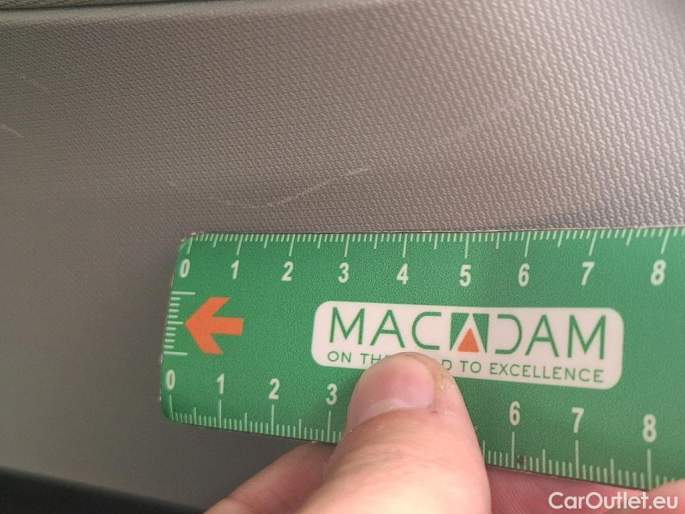 0 1 2 3 4 5 6 7 8
MACADAM
ON TH D TO EXCELLENCE
0 1 2 3 6 7 8
CarOutlet.eu